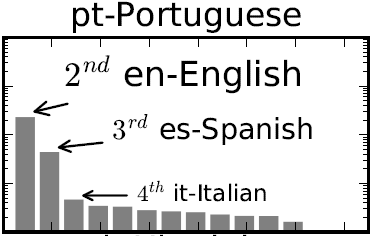 pt-Portuguese
2nd en-English
3rd es-Spanish
4th it-Italian